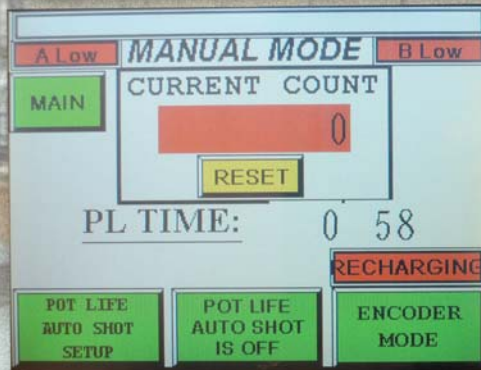 A Low MANUAL MODE B Low
MAIN
CURRENT COUNT
0
RESET
PL TIME: 0 58
RECHARGING
POT LIFE
AUTO SHOT
SETUP
POT LIFE
AUTO SHOT
IS OFF
ENCODER
MODE